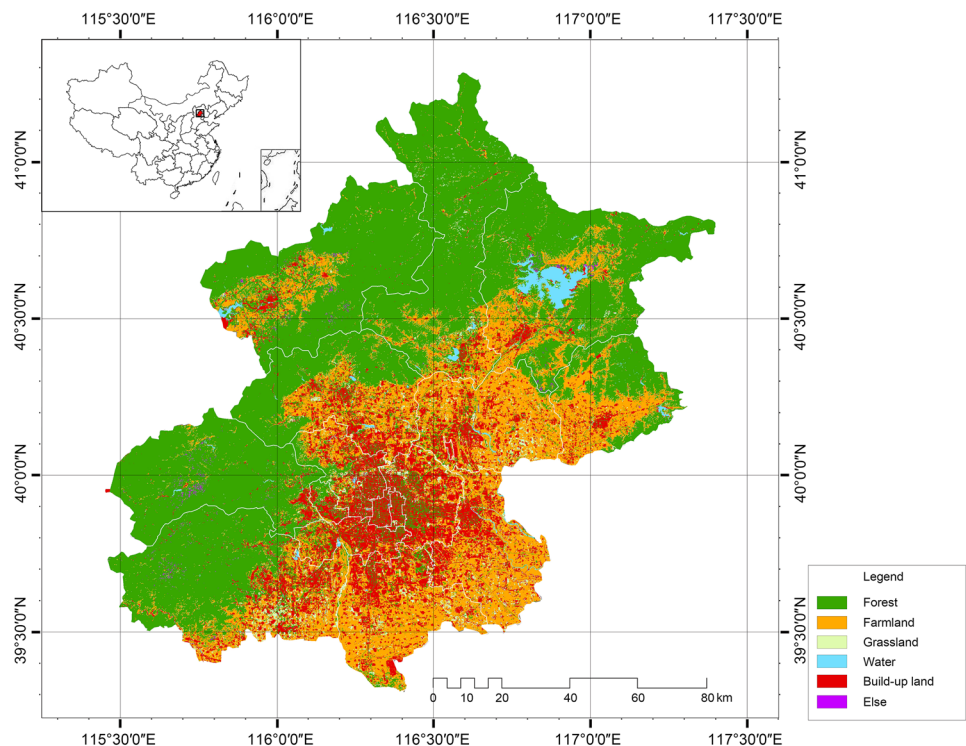 115°30'0"E 116°0'0"E 116°30'0"E 117°0'0"E 117°30'0"E
41°0'0"N
41°0'0"N
40°30'0"N
40°30'0"N
40°0'0"N
40°0'0"N
39°30'0"N
39°30'0"N
Legend
Forest
Farmland
Grassland
Water
Build-up land
Else
0 10 20 40 60 80 km
115°30'0"E 116°0'0"E 116°30'0"E 117°0'0"E 117°30'0"E